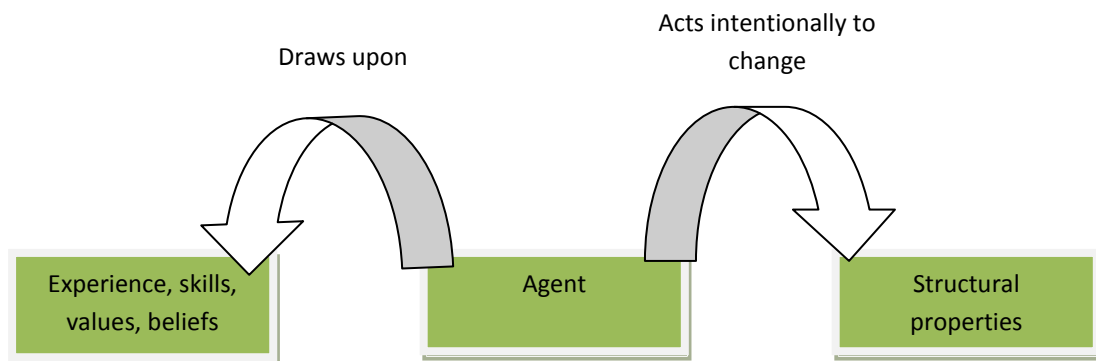 Draws upon
Acts intentionally to
change
Experience, skills,
values, beliefs
Agent
Structural
properties